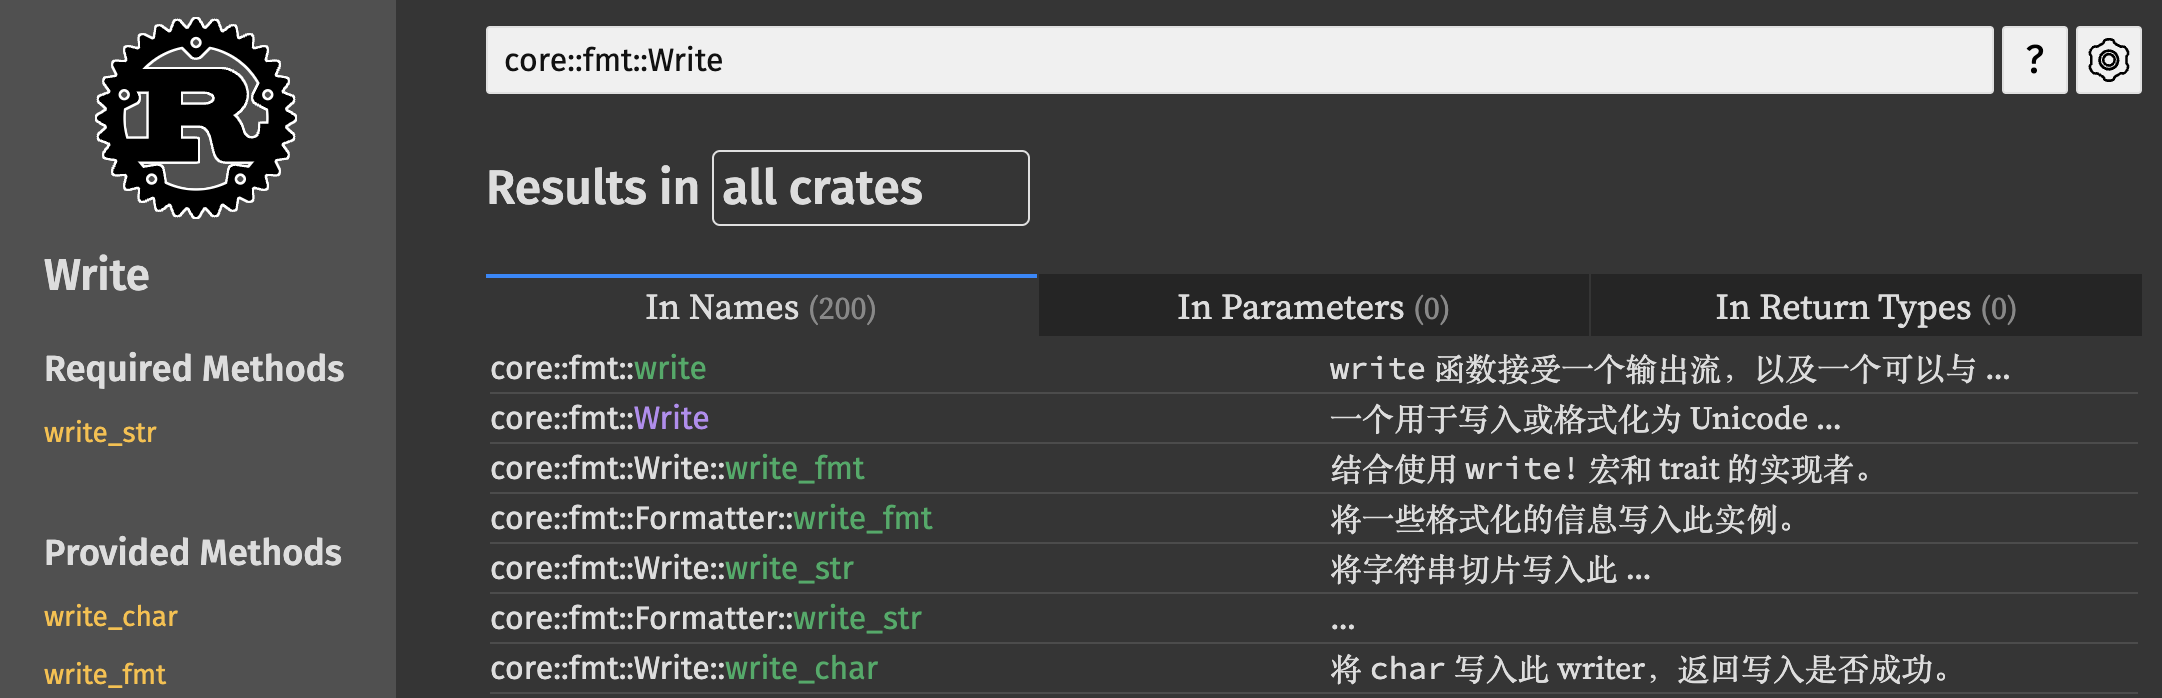 core::fmt::Write
?
Results in all crates
Write
Required Methods
write_str
Provided Methods
write_char
write_fmt
In Names (200)
In Parameters (0)
In Return Types (0)
core::fmt::write
write 函数接受一个输出流，以及一个可以与 ...
core::fmt::Write
一个用于写入或格式化为 Unicode ...
core::fmt::Write::write_fmt
结合使用 write! 宏和 trait 的实现者。
core::fmt::Formatter::write_fmt
将一些格式化的信息写入此实例。
core::fmt::Write::write_str
将字符串切片写入此 ...
core::fmt::Formatter::write_str
...
core::fmt::Write::write_char
将 char 写入此 writer，返回写入是否成功。